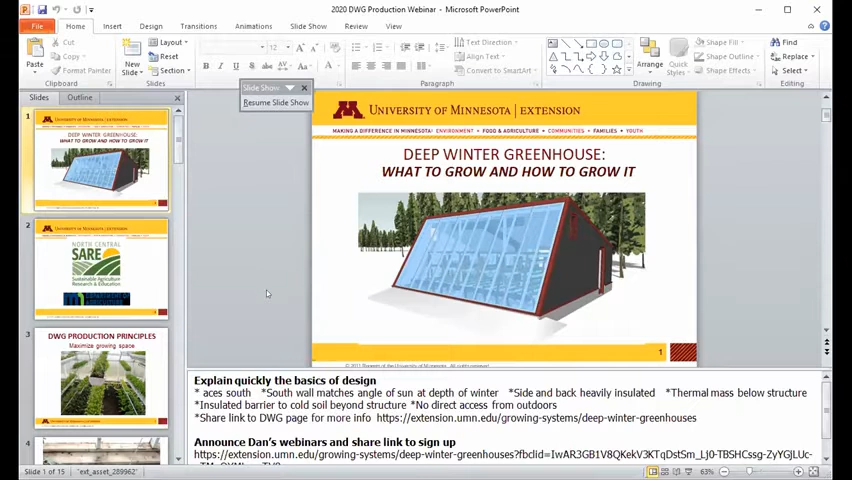 2020 DWG Production Webinar - Microsoft PowerPoint
File Home Insert Design Transitions Animations Slide Show Review View
Paste
Cut
Copy
Format Painter
Clipboard
New Slide
Layout
Reset
Section
Slides
12
Paragraph
Text Direction
Align Text
Convert to SmartArt
Arrange
Shape Fill
Shape Outline
Shape Effects
Drawing
Find
Replace
Select
Editing
Slide Show
Resume Slide Show
Slides Outline
1
DEEP WINTER GREENHOUSE:
WHAT TO GROW AND HOW TO GROW IT
2
NORTH CENTRAL
SARE
Sustainable Agriculture
Research & Education
3
DWG PRODUCTION PRINCIPLES
Maximize growing space
4
UNIVERSITY OF MINNESOTA | EXTENSION
MAKING A DIFFERENCE IN MINNESOTA: ENVIRONMENT • FOOD & AGRICULTURE • COMMUNITIES • FAMILIES • YOUTH
DEEP WINTER GREENHOUSE:
WHAT TO GROW AND HOW TO GROW IT
1
Explain quickly the basics of design
* aces south *South wall matches angle of sun at depth of winter *Side and back heavily insulated *Thermal mass below structure
*Insulated barrier to cold soil beyond structure *No direct access from outdoors
*Share link to DWG page for more info https://extension.umn.edu/growing-systems/deep-winter-greenhouses
Announce Dan's webinars and share link to sign up
Slide 1 of 15 "ext_asset_289962"
63%